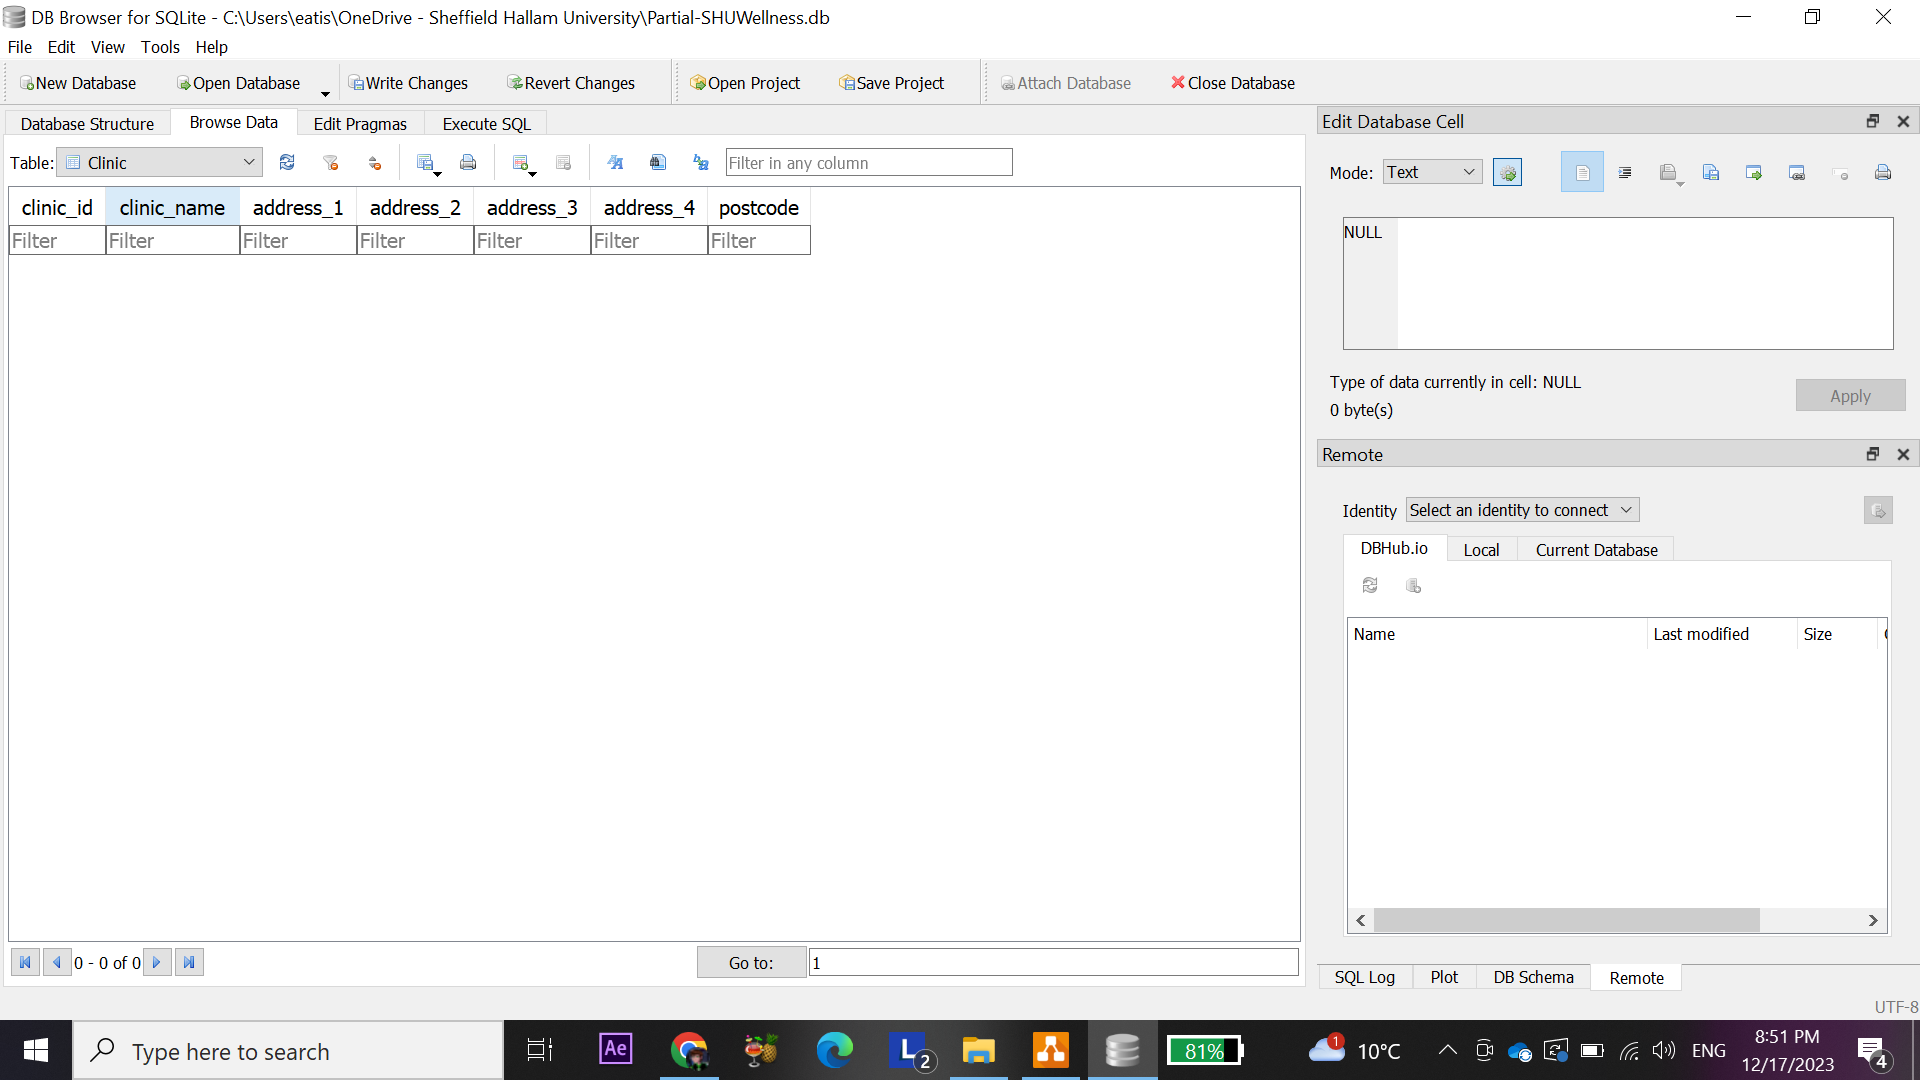 DB Browser for SQLite - C:\Users\eatis\OneDrive - Sheffield Hallam University\Partial-SHUWellness.db
File Edit View Tools Help
New Database Open Database Write Changes Revert Changes Open Project Save Project Attach Database Close Database
Database Structure Browse Data Edit Pragmas Execute SQL
Table: Clinic Filter in any column
clinic_id clinic_name address_1 address_2 address_3 address_4 postcode
Filter Filter Filter Filter Filter Filter Filter
0 - 0 of 0 Go to: 1
Edit Database Cell
Mode: Text
NULL
Type of data currently in cell: NULL
0 byte(s)
Apply
Remote
Identity Select an identity to connect
DBHub.io Local Current Database
Name Last modified Size
SQL Log Plot DB Schema Remote
UTF-8
Type here to search Ae L 2 81% 1 10°C ENG 8:51 PM
12/17/2023 4